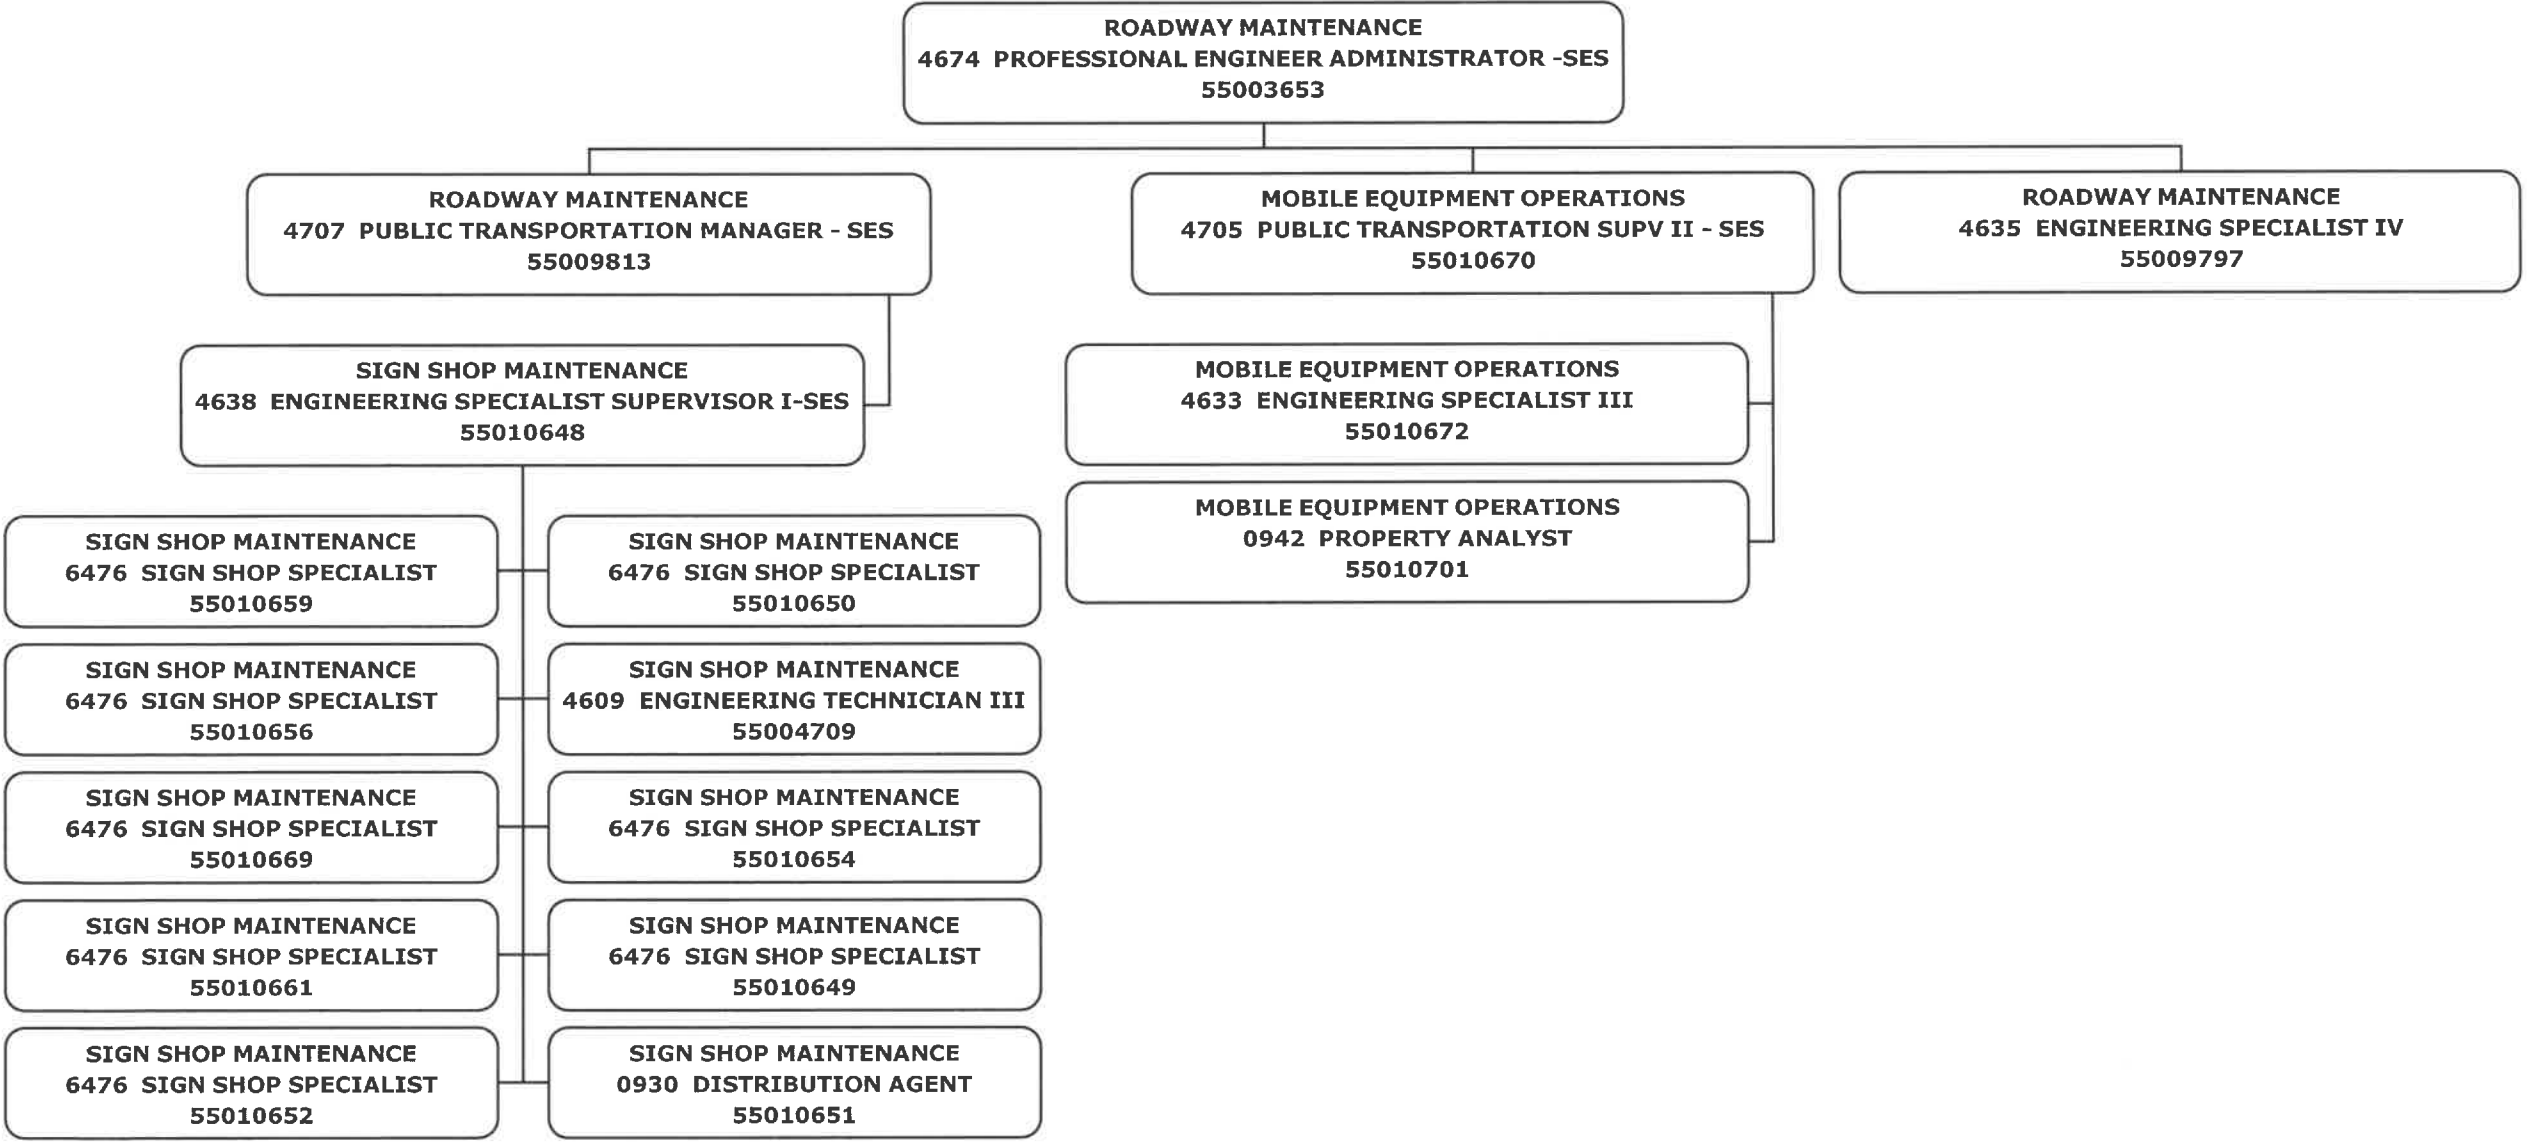 ROADWAY MAINTENANCE
4674 PROFESSIONAL ENGINEER ADMINISTRATOR -SES
55003653
ROADWAY MAINTENANCE
4707 PUBLIC TRANSPORTATION MANAGER - SES
55009813
MOBILE EQUIPMENT OPERATIONS
4705 PUBLIC TRANSPORTATION SUPV II - SES
55010670
ROADWAY MAINTENANCE
4635 ENGINEERING SPECIALIST IV
55009797
SIGN SHOP MAINTENANCE
4638 ENGINEERING SPECIALIST SUPERVISOR I-SES
55010648
MOBILE EQUIPMENT OPERATIONS
4633 ENGINEERING SPECIALIST III
55010672
MOBILE EQUIPMENT OPERATIONS
0942 PROPERTY ANALYST
55010701
SIGN SHOP MAINTENANCE
6476 SIGN SHOP SPECIALIST
55010659
SIGN SHOP MAINTENANCE
6476 SIGN SHOP SPECIALIST
55010650
SIGN SHOP MAINTENANCE
6476 SIGN SHOP SPECIALIST
55010656
SIGN SHOP MAINTENANCE
4609 ENGINEERING TECHNICIAN III
55004709
SIGN SHOP MAINTENANCE
6476 SIGN SHOP SPECIALIST
55010669
SIGN SHOP MAINTENANCE
6476 SIGN SHOP SPECIALIST
55010654
SIGN SHOP MAINTENANCE
6476 SIGN SHOP SPECIALIST
55010661
SIGN SHOP MAINTENANCE
6476 SIGN SHOP SPECIALIST
55010649
SIGN SHOP MAINTENANCE
6476 SIGN SHOP SPECIALIST
55010652
SIGN SHOP MAINTENANCE
0930 DISTRIBUTION AGENT
55010651